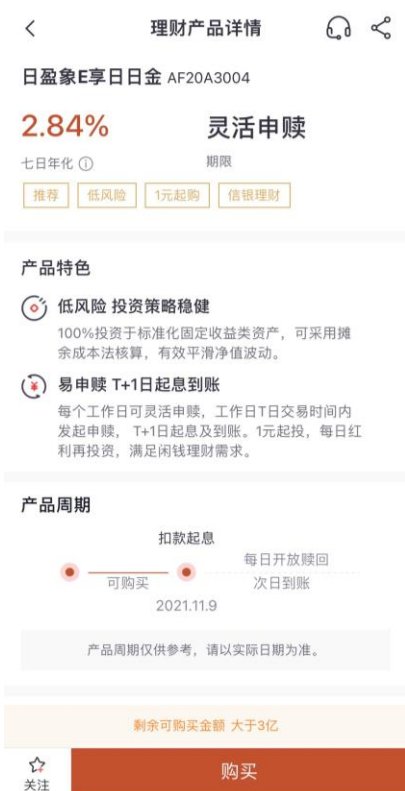 理财产品详情
日盈象E享日日金 AF20A3004
2.84% 灵活申赎
七日年化 期限
推荐 低风险 1元起购 信银理财
产品特色
低风险 投资策略稳健
100%投资于标准化固定收益类资产，可采用摊
余成本法核算，有效平滑净值波动。
易申赎 T+1日起息到账
每个工作日可灵活申赎，工作日T日交易时间内
发起申赎， T+1日起息及到账。1元起投，每日红
利再投资，满足闲钱理财需求。
产品周期
扣款起息
每日开放赎回
可购买 次日到账
2021.11.9
产品周期仅供参考，请以实际日期为准。
剩余可购买金额 大于3亿
关注 购买